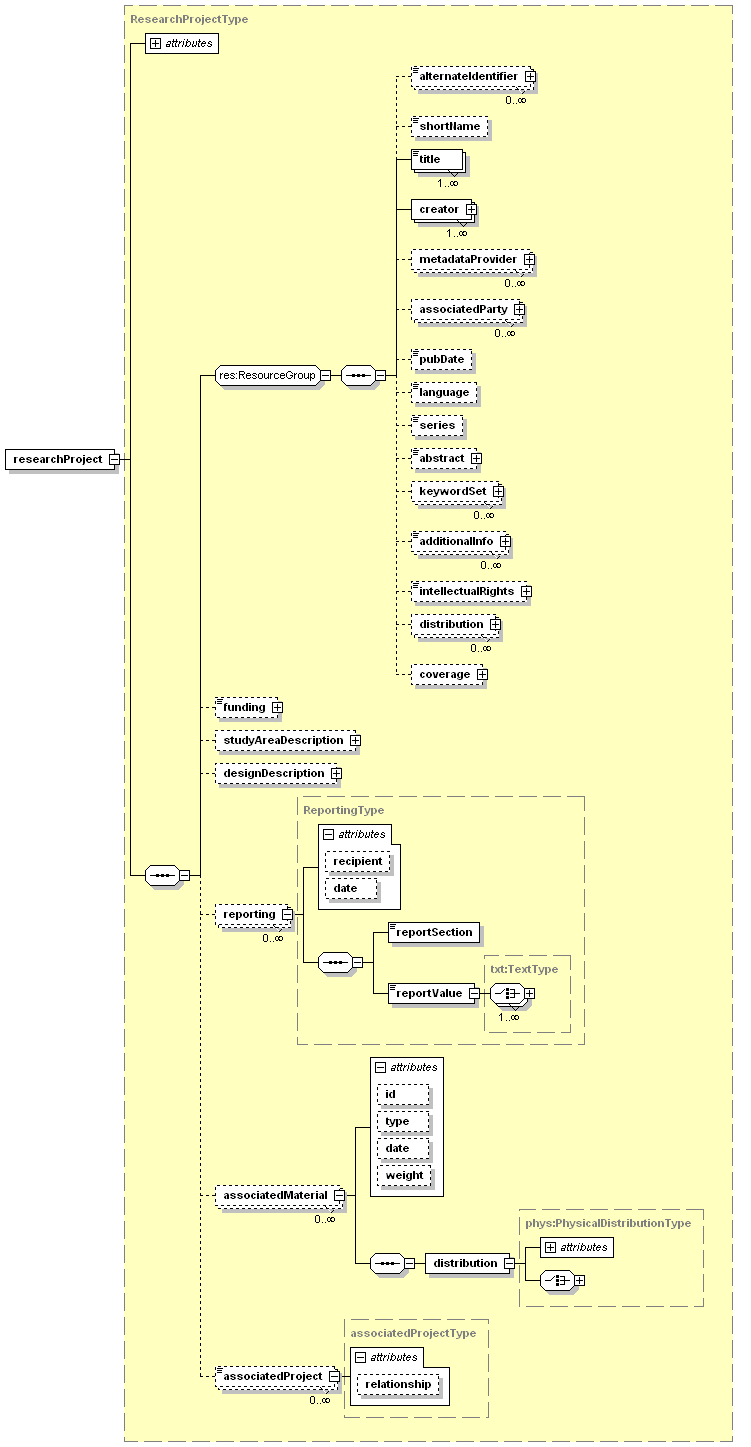 ResearchProjectType
attributes
alternateIdentifier
0..∞
shortName
title
1..∞
creator
1..∞
metadataProvider
0..∞
associatedParty
0..∞
pubDate
res:ResourceGroup
language
series
researchProject
abstract
keywordSet
0..∞
additionalInfo
0..∞
intellectualRights
distribution
0..∞
coverage
funding
studyAreaDescription
designDescription
ReportingType
attributes
recipient
date
reporting
0..∞
reportSection
txt:TextType
reportValue
1..∞
attributes
id
type
date
weight
associatedMaterial
0..∞
phys:PhysicalDistributionType
attributes
distribution
associatedProjectType
attributes
associatedProject
relationship
0..∞